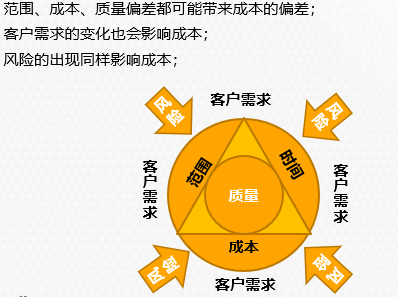 范围、成本、质量偏差都可能带来成本的偏差；
客户需求的变化也会影响成本；
风险的出现同样影响成本；
客户需求
风险
风险
范围
时间
客户需求
客户需求
质量
成本
风险
风险
客户需求